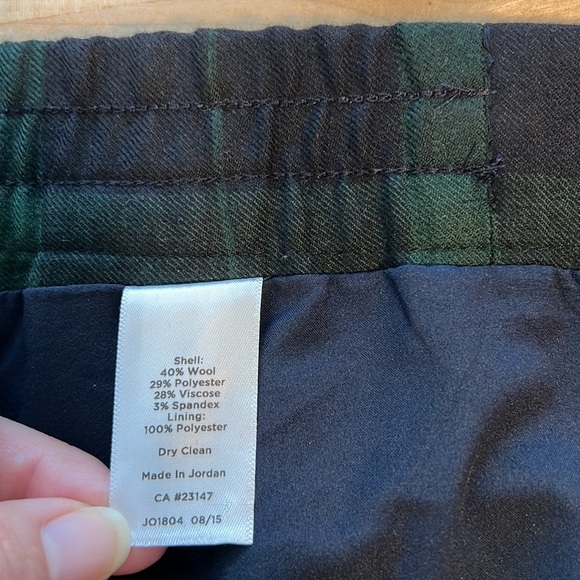 Shell:
40% Wool
29% Polyester
28% Viscose
3% Spandex
Lining:
100% Polyester
Dry Clean
Made In Jordan
CA #23147
JO1804 08/15